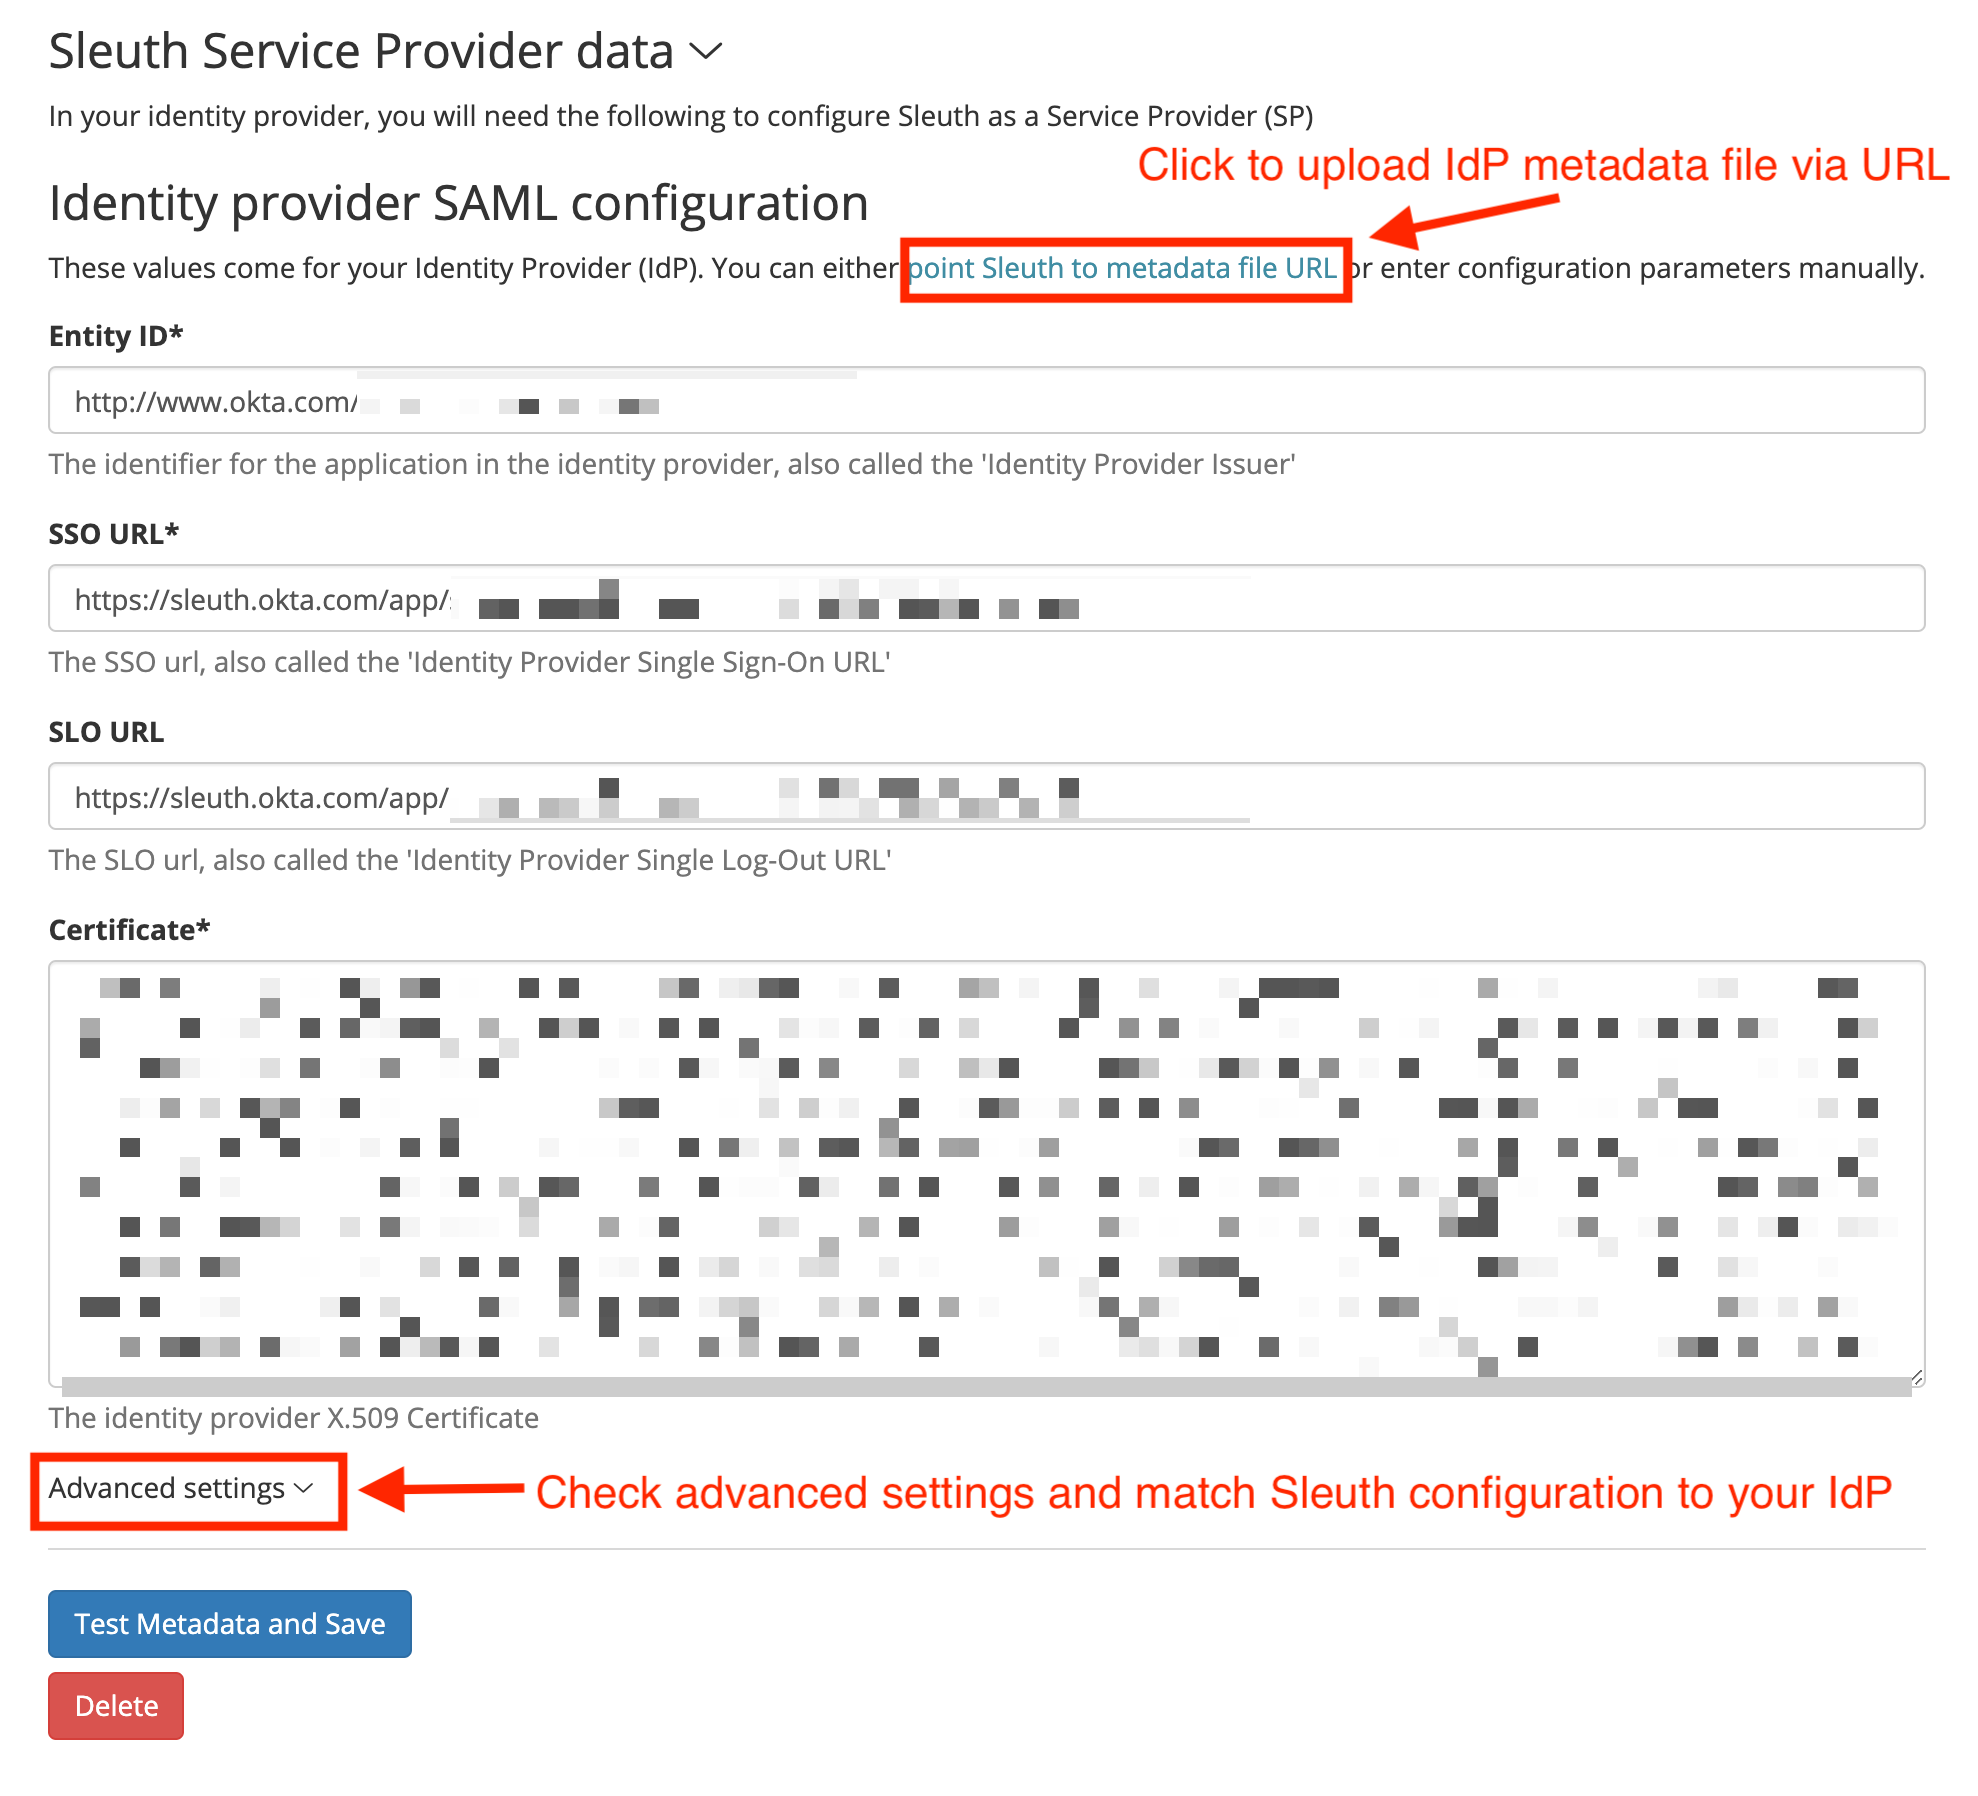 Sleuth Service Provider data
In your identity provider, you will need the following to configure Sleuth as a Service Provider (SP)
Click to upload IdP metadata file via URL
Identity provider SAML configuration
These values come for your Identity Provider (IdP). You can either point Sleuth to metadata file URL or enter configuration parameters manually.
Entity ID*
http://www.okta.com/
The identifier for the application in the identity provider, also called the 'Identity Provider Issuer'
SSO URL*
https://sleuth.okta.com/app/
The SSO url, also called the 'Identity Provider Single Sign-On URL'
SLO URL
https://sleuth.okta.com/app/
The SLO url, also called the 'Identity Provider Single Log-Out URL'
Certificate*
The identity provider X.509 Certificate
Advanced settings
Check advanced settings and match Sleuth configuration to your IdP
Test Metadata and Save
Delete